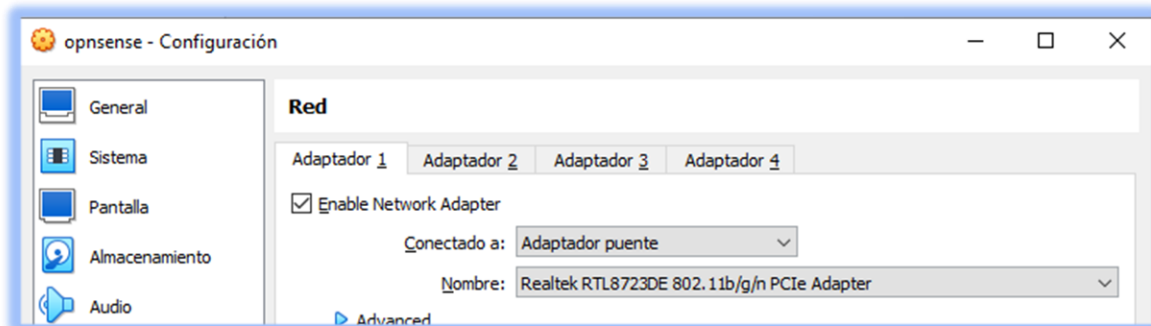 opnsense - Configuración
General
Sistema
Pantalla
Almacenamiento
Audio
Red
Adaptador 1 Adaptador 2 Adaptador 3 Adaptador 4
Enable Network Adapter
Conectado a: Adaptador puente
Nombre: Realtek RTL8723DE 802.11b/g/n PCIe Adapter
Advanced